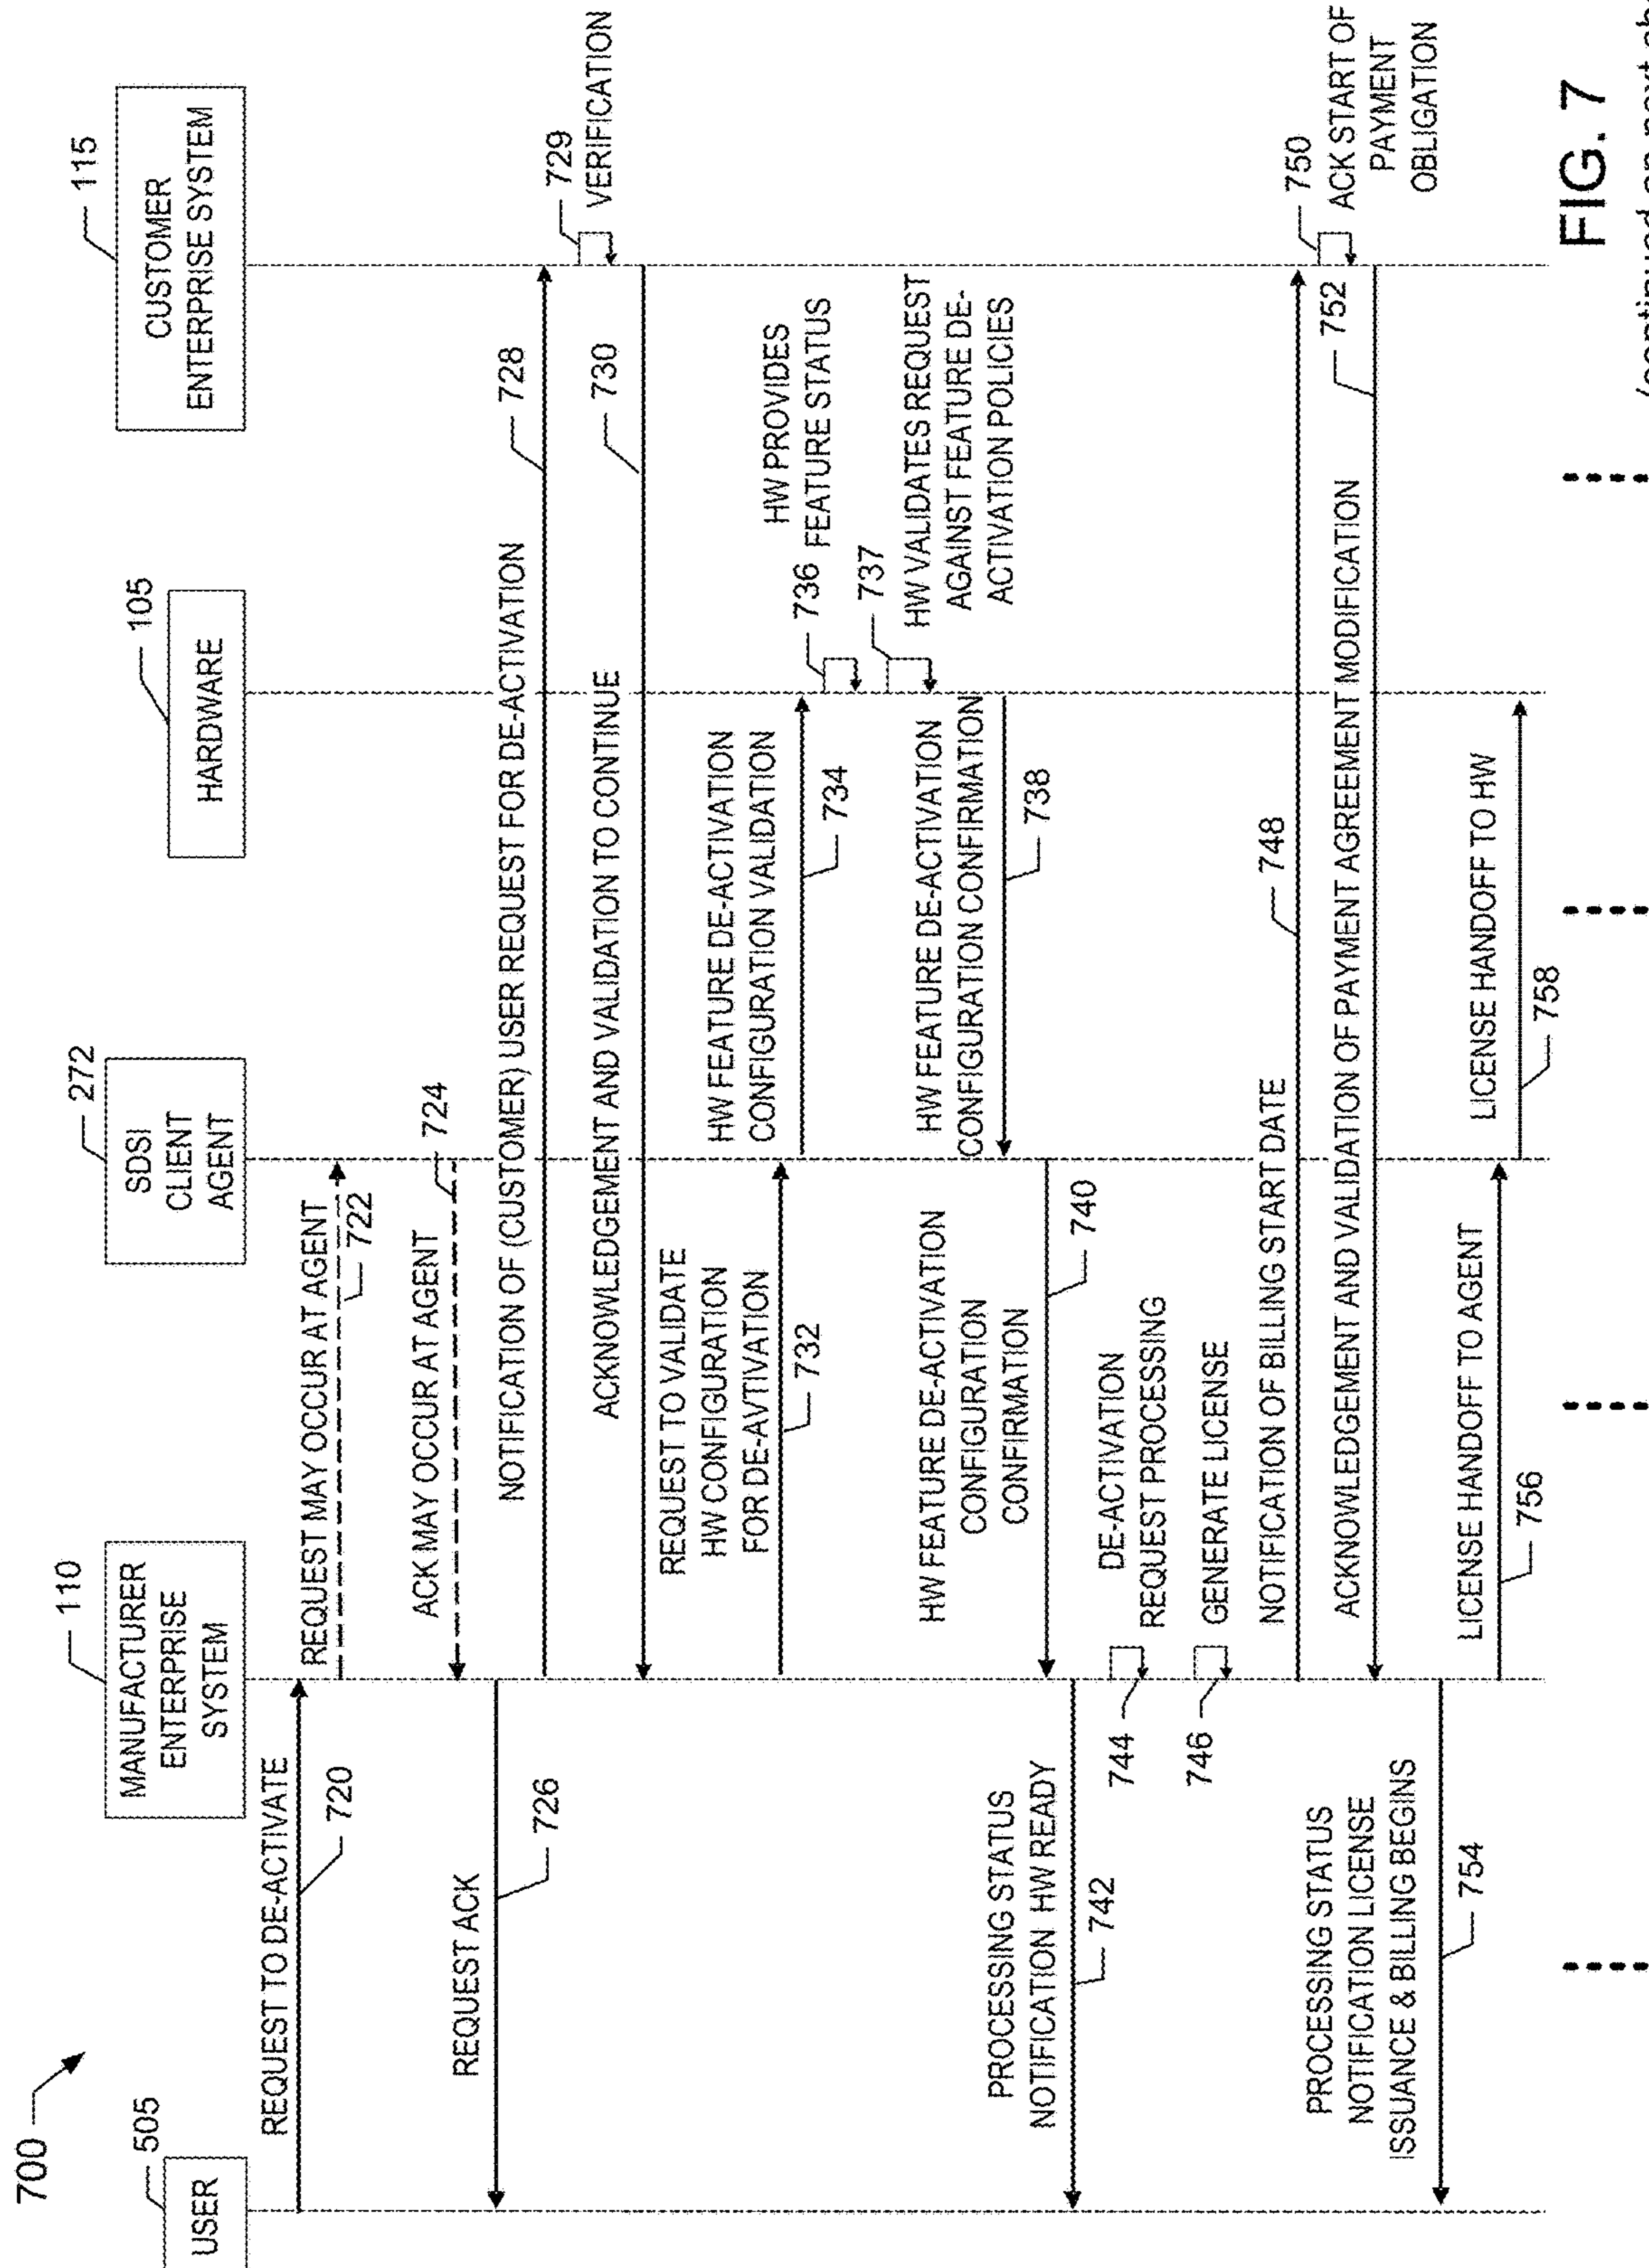 700
505
USER
110
MANUFACTURER
ENTERPRISE
SYSTEM
272
SDSI
CLIENT
AGENT
105
HARDWARE
115
CUSTOMER
ENTERPRISE SYSTEM
REQUEST TO DE-ACTIVATE
720
REQUEST MAY OCCUR AT AGENT
722
ACK MAY OCCUR AT AGENT
724
REQUEST ACK
726
NOTIFICATION OF (CUSTOMER) USER REQUEST FOR DE-ACTIVATION
728
729
VERIFICATION
ACKNOWLEDGEMENT AND VALIDATION TO CONTINUE
730
REQUEST TO VALIDATE
HW CONFIGURATION
FOR DE-AVTIVATION
732
HW FEATURE DE-ACTIVATION
CONFIGURATION VALIDATION
734
HW PROVIDES
736 FEATURE STATUS
737
HW VALIDATES REQUEST
AGAINST FEATURE DE-
ACTIVATION POLICIES
HW FEATURE DE-ACTIVATION
CONFIGURATION CONFIRMATION
738
HW FEATURE DE-ACTIVATION
CONFIGURATION
CONFIRMATION
740
PROCESSING STATUS
NOTIFICATION HW READY
742
DE-ACTIVATION
REQUEST PROCESSING
744
GENERATE LICENSE
746
NOTIFICATION OF BILLING START DATE
748
750
ACK START OF
PAYMENT
OBLIGATION
752
ACKNOWLEDGEMENT AND VALIDATION OF PAYMENT AGREEMENT MODIFICATION
PROCESSING STATUS
NOTIFICATION LICENSE
ISSUANCE & BILLING BEGINS
754
LICENSE HANDOFF TO AGENT
756
LICENSE HANDOFF TO HW
758
FIG. 7
(continued on next